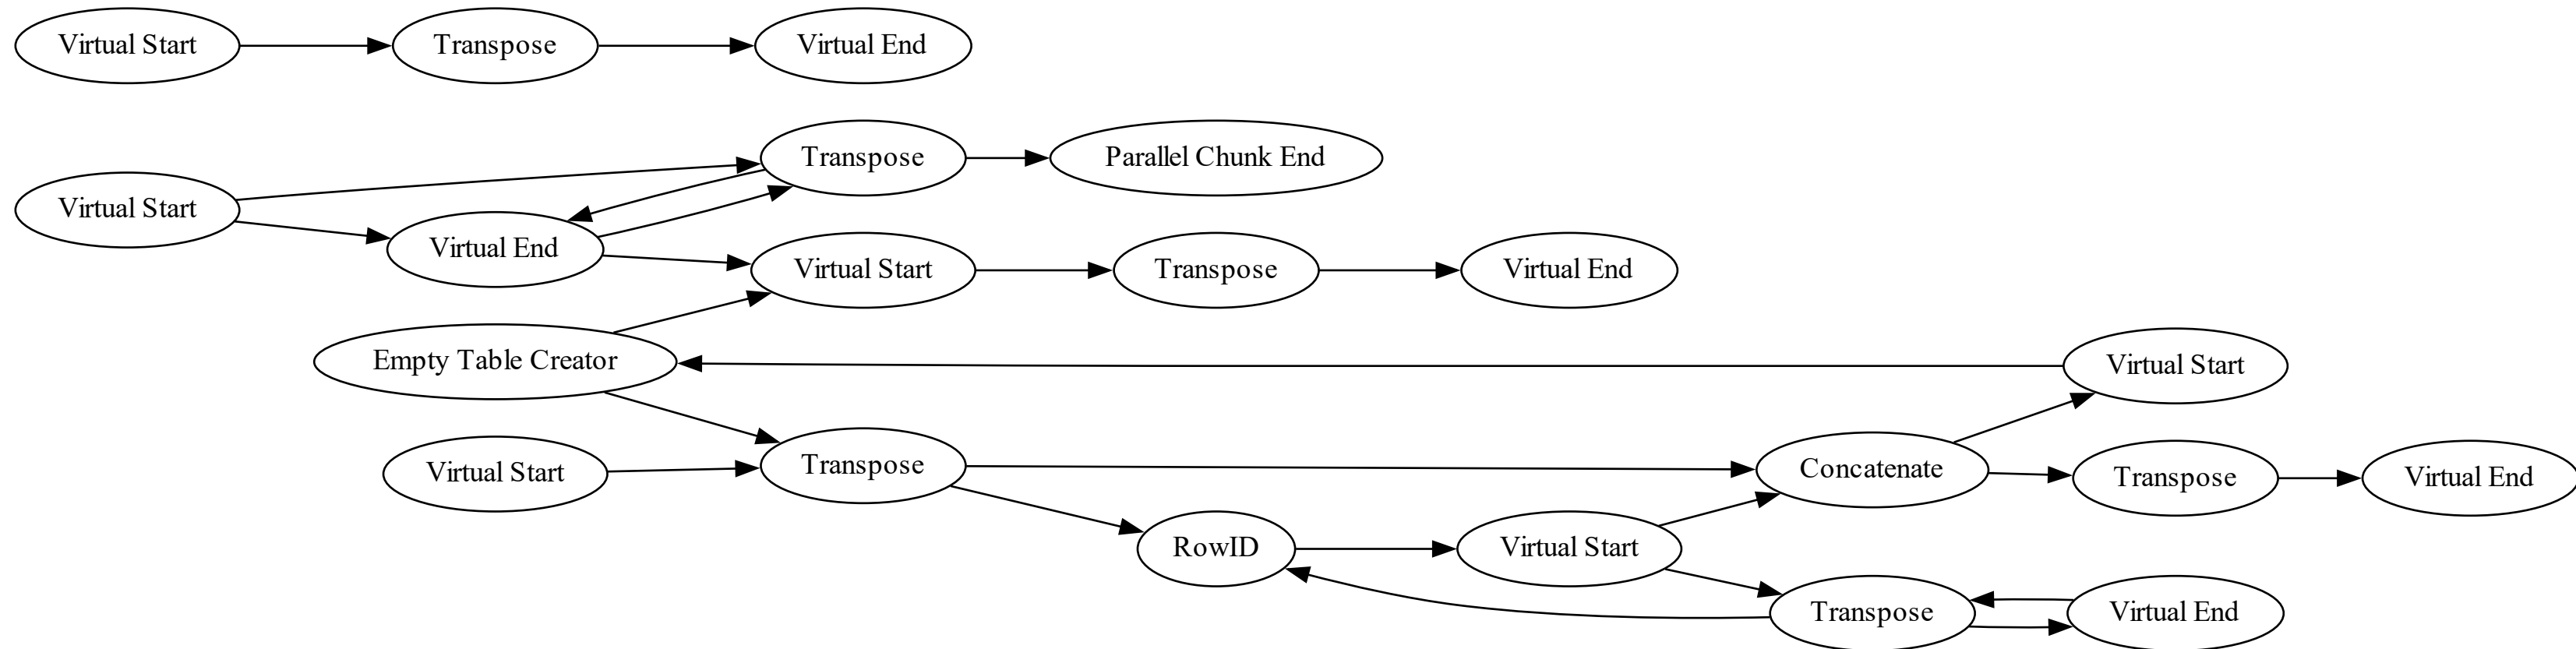 Virtual Start
Transpose
Virtual End
Transpose
Parallel Chunk End
Virtual Start
Virtual End
Virtual Start
Transpose
Virtual End
Empty Table Creator
Virtual Start
Virtual Start
Transpose
Concatenate
Transpose
Virtual End
RowID
Virtual Start
Transpose
Virtual End